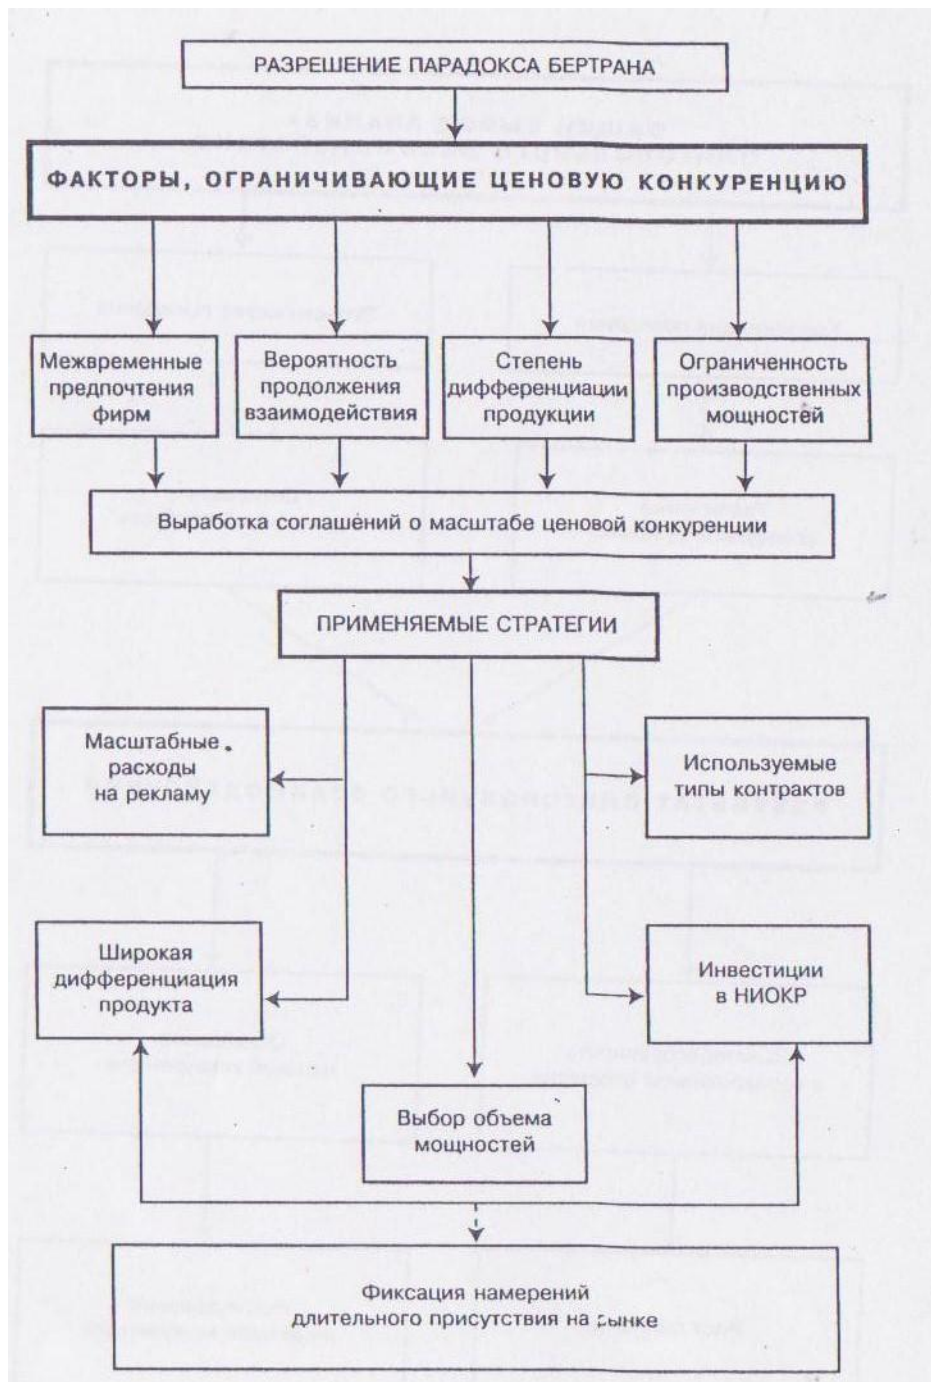 РАЗРЕШЕНИЕ ПАРАДОКСА БЕРТРАНА
ФАКТОРЫ, ОГРАНИЧИВАЮЩИЕ ЦЕНОВУЮ КОНКУРЕНЦИЮ
Межвременные
предпочтения
фирм
Вероятность
продолжения
взаимодействия
Степень
дифференциации
продукции
Ограниченность
производственных
мощностей
Выработка соглашений о масштабе ценовой конкуренции
ПРИМЕНЯЕМЫЕ СТРАТЕГИИ
Масштабные
расходы
на рекламу
Используемые
типы контрактов
Широкая
дифференциация
продукта
Инвестиции
в НИОКР
Выбор объема
мощностей
Фиксация намерений
длительного присутствия на рынке